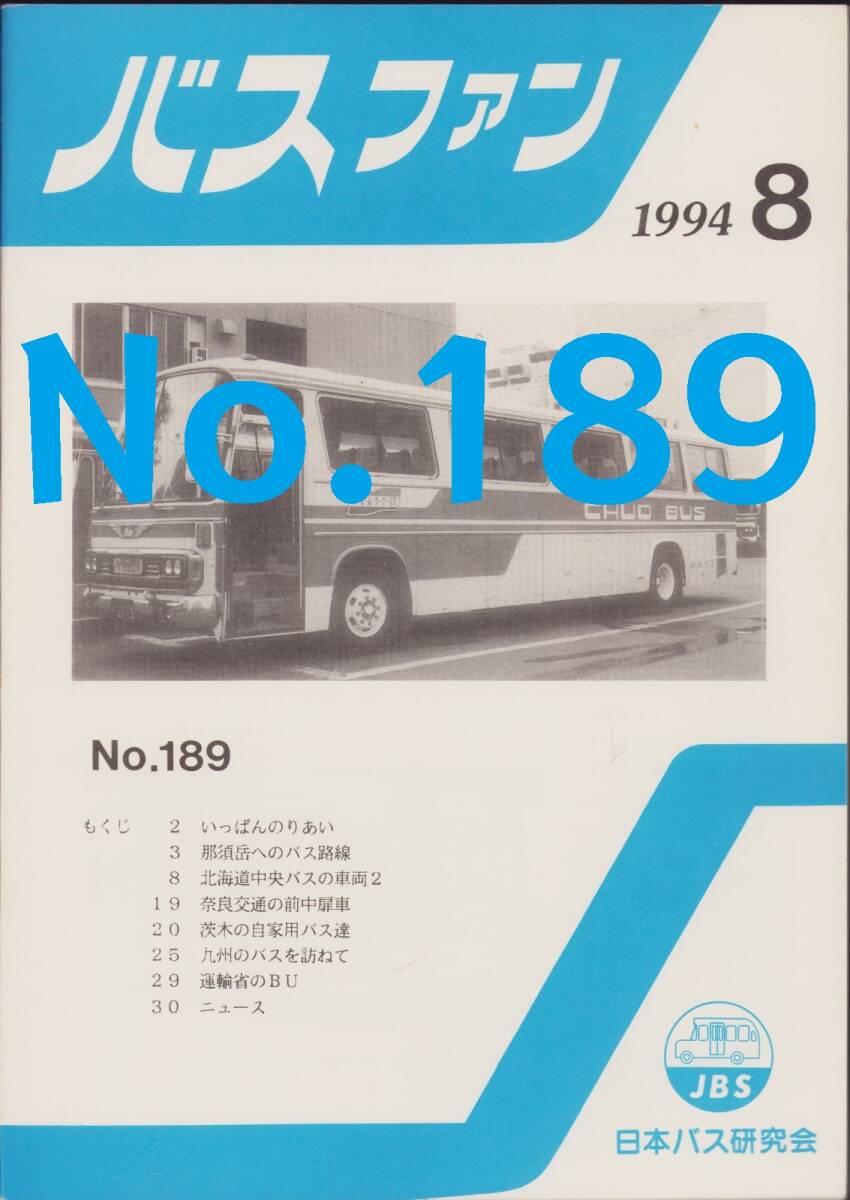 バスファン
1994 8
No.189
CHUO BUS
No.189
もくじ 2 いっぱんのりあい
3 那須岳へのバス路線
8 北海道中央バスの車両2
19 奈良交通の前中扉車
20 茨木の自家用バス達
25 九州のバスを訪ねて
29 運輸省のBU
30 ニュース
JBS
日本バス研究会